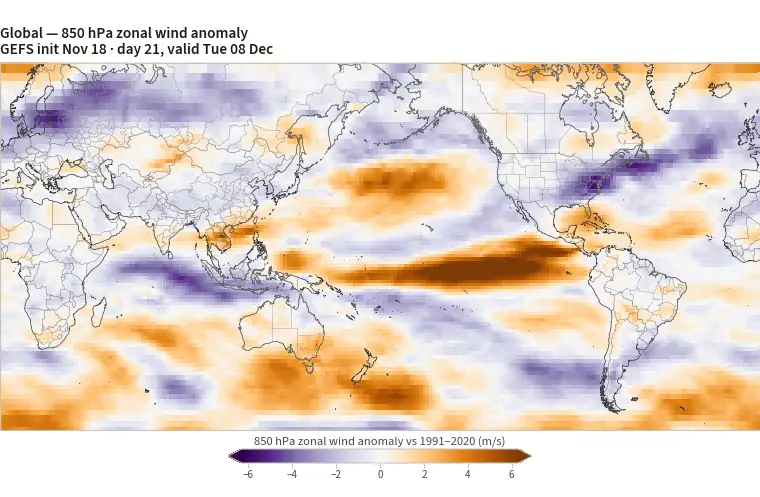 Global — 850 hPa zonal wind anomaly
GEFS init Nov 18 · day 21, valid Tue 08 Dec
850 hPa zonal wind anomaly vs 1991–2020 (m/s)
−6 −4 −2 0 2 4 6